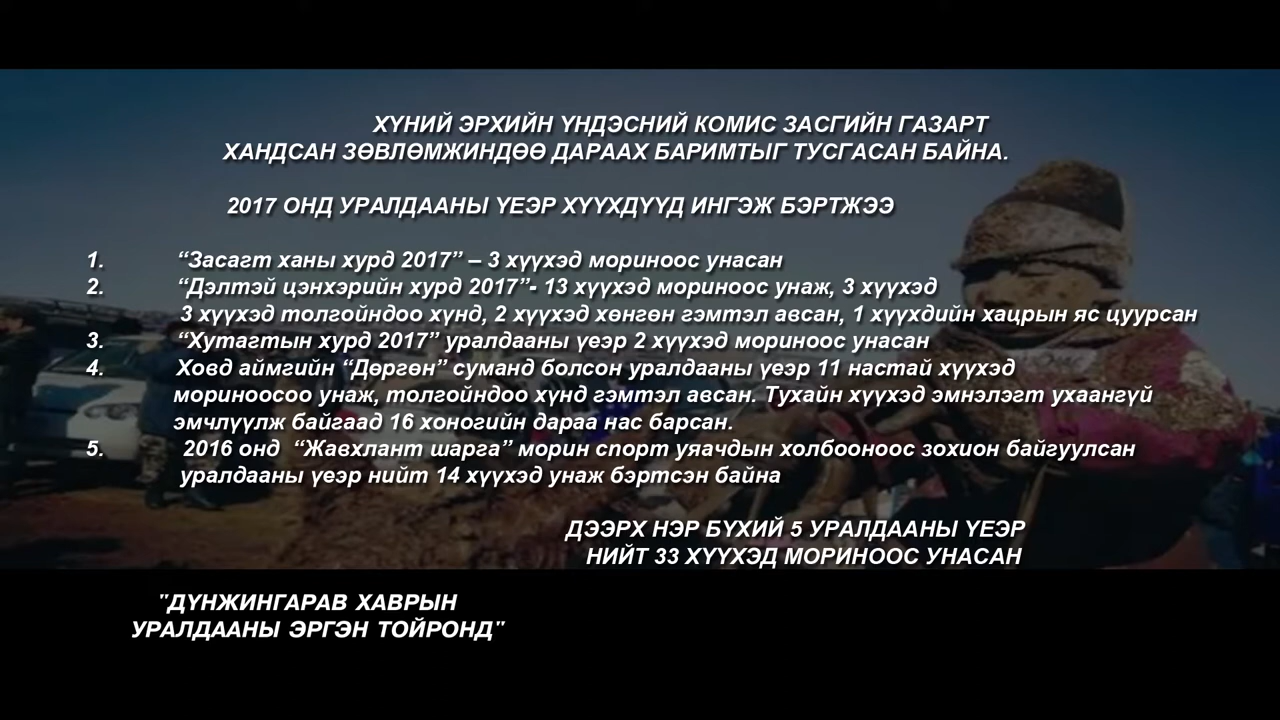 ХҮНИЙ ЭРХИЙН ҮНДЭСНИЙ КОМИС ЗАСГИЙН ГАЗАРТ
ХАНДСАН ЗӨВЛӨМЖИНДӨӨ ДАРААХ БАРИМТЫГ ТУСГАСАН БАЙНА.
2017 ОНД УРАЛДААНЫ ҮЕЭР ХҮҮХДҮҮД ИНГЭЖ БЭРТЖЭЭ
1. “Засагт ханы хурд 2017” – 3 хүүхэд мориноос унасан
2. “Дэлтэй цэнхэрийн хурд 2017”- 13 хүүхэд мориноос унаж, 3 хүүхэд
3 хүүхэд толгойндоо хүнд, 2 хүүхэд хөнгөн гэмтэл авсан, 1 хүүхдийн хацрын яс цуурсан
3. “Хутагтын хурд 2017” уралдааны үеэр 2 хүүхэд мориноос унасан
4. Ховд аймгийн “Дөргөн” суманд болсон уралдааны үеэр 11 настай хүүхэд
мориноосоо унаж, толгойндоо хүнд гэмтэл авсан. Тухайн хүүхэд эмнэлэгт ухаангүй
эмчлүүлж байгаад 16 хоногийн дараа нас барсан.
5. 2016 онд “Жавхлант шарга” морин спорт уяачдын холбооноос зохион байгуулсан
уралдааны үеэр нийт 14 хүүхэд унаж бэртсэн байна
ДЭЭРХ НЭР БҮХИЙ 5 УРАЛДААНЫ ҮЕЭР
НИЙТ 33 ХҮҮХЭД МОРИНООС УНАСАН
"ДҮНЖИНГАРАВ ХАВРЫН
УРАЛДААНЫ ЭРГЭН ТОЙРОНД"